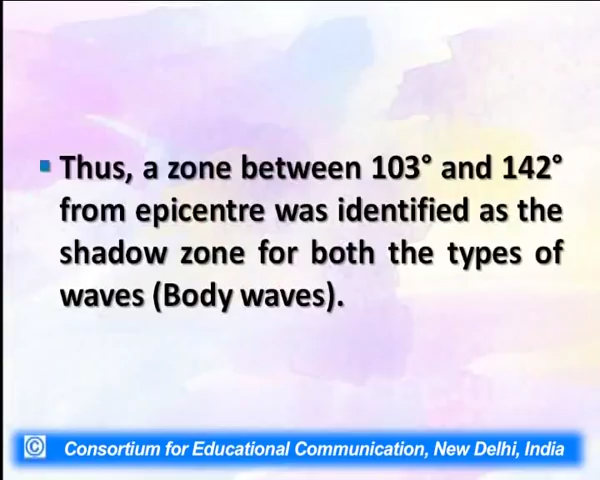 ▪ Thus, a zone between 103° and 142°
from epicentre was identified as the
shadow zone for both the types of
waves (Body waves).
© Consortium for Educational Communication, New Delhi, India